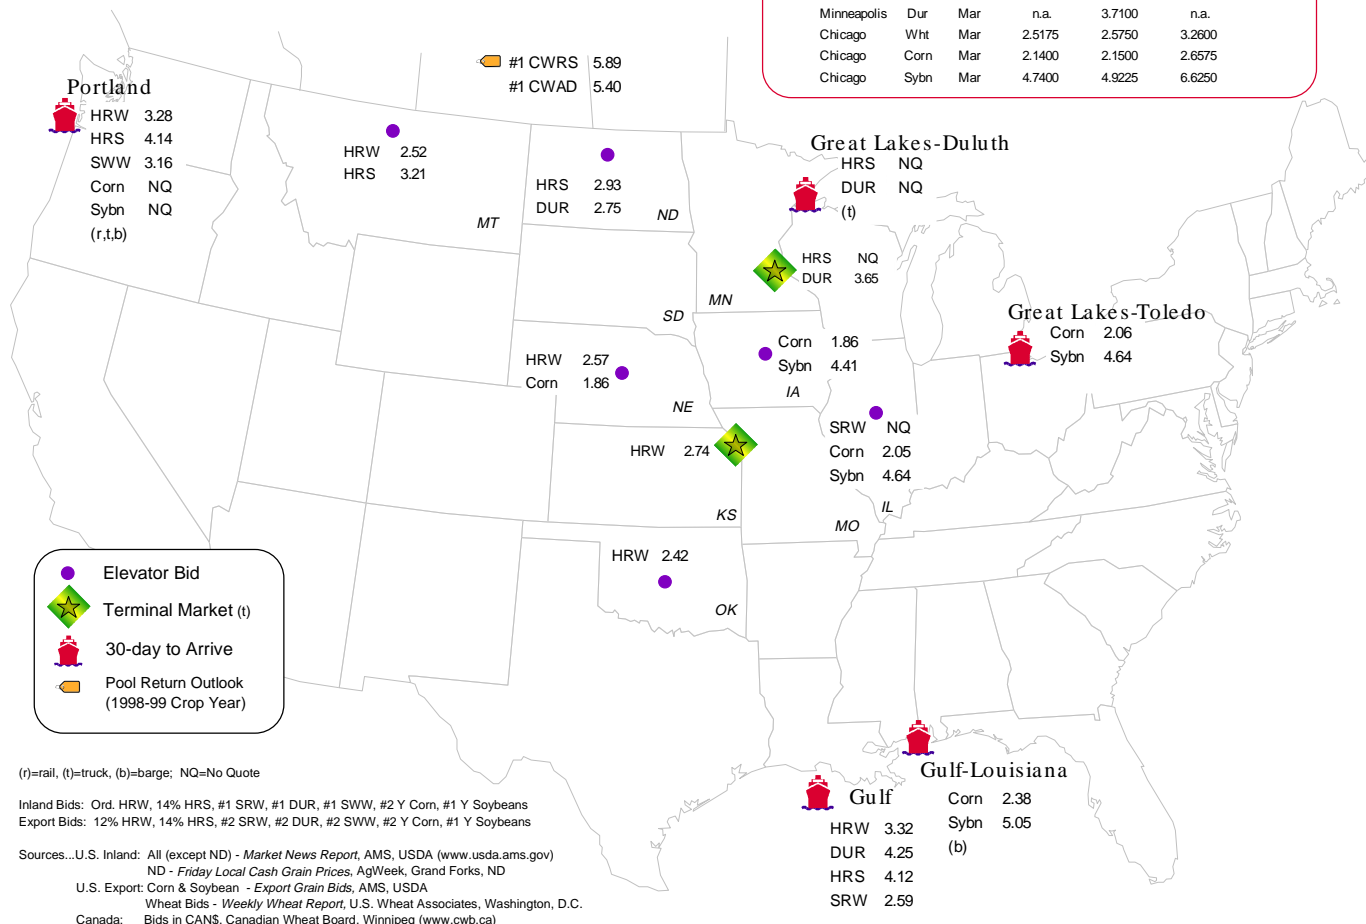 Minneapolis Dur Mar n.a. 3.7100 n.a.
Chicago Wht Mar 2.5175 2.5750 3.2600
Chicago Corn Mar 2.1400 2.1500 2.6575
Chicago Sybn Mar 4.7400 4.9225 6.6250
#1 CWRS 5.89
#1 CWAD 5.40
Portland
HRW 3.28
HRS 4.14
SWW 3.16
Corn NQ
Sybn NQ
(r,t,b)
HRW 2.52
HRS 3.21
MT
HRS 2.93
DUR 2.75
ND
Great Lakes-Duluth
HRS NQ
DUR NQ
(t)
HRS NQ
DUR 3.65
MN
SD
Great Lakes-Toledo
Corn 2.06
Sybn 4.64
HRW 2.57
Corn 1.86
NE
Corn 1.86
Sybn 4.41
IA
SRW NQ
Corn 2.05
Sybn 4.64
IL
HRW 2.74
KS
MO
HRW 2.42
OK
Elevator Bid
Terminal Market (t)
30-day to Arrive
Pool Return Outlook
(1998-99 Crop Year)
Gulf-Louisiana
Corn 2.38
Sybn 5.05
(b)
Gulf
HRW 3.32
DUR 4.25
HRS 4.12
SRW 2.59
(r)=rail, (t)=truck, (b)=barge; NQ=No Quote
Inland Bids: Ord. HRW, 14% HRS, #1 SRW, #1 DUR, #1 SWW, #2 Y Corn, #1 Y Soybeans
Export Bids: 12% HRW, 14% HRS, #2 SRW, #2 DUR, #2 SWW, #2 Y Corn, #1 Y Soybeans
Sources...U.S. Inland: All (except ND) - Market News Report, AMS, USDA (www.usda.ams.gov)
ND - Friday Local Cash Grain Prices, AgWeek, Grand Forks, ND
U.S. Export: Corn & Soybean - Export Grain Bids, AMS, USDA
Wheat Bids - Weekly Wheat Report, U.S. Wheat Associates, Washington, D.C.
Canada: Bids in CAN$, Canadian Wheat Board, Winnipeg (www.cwb.ca)